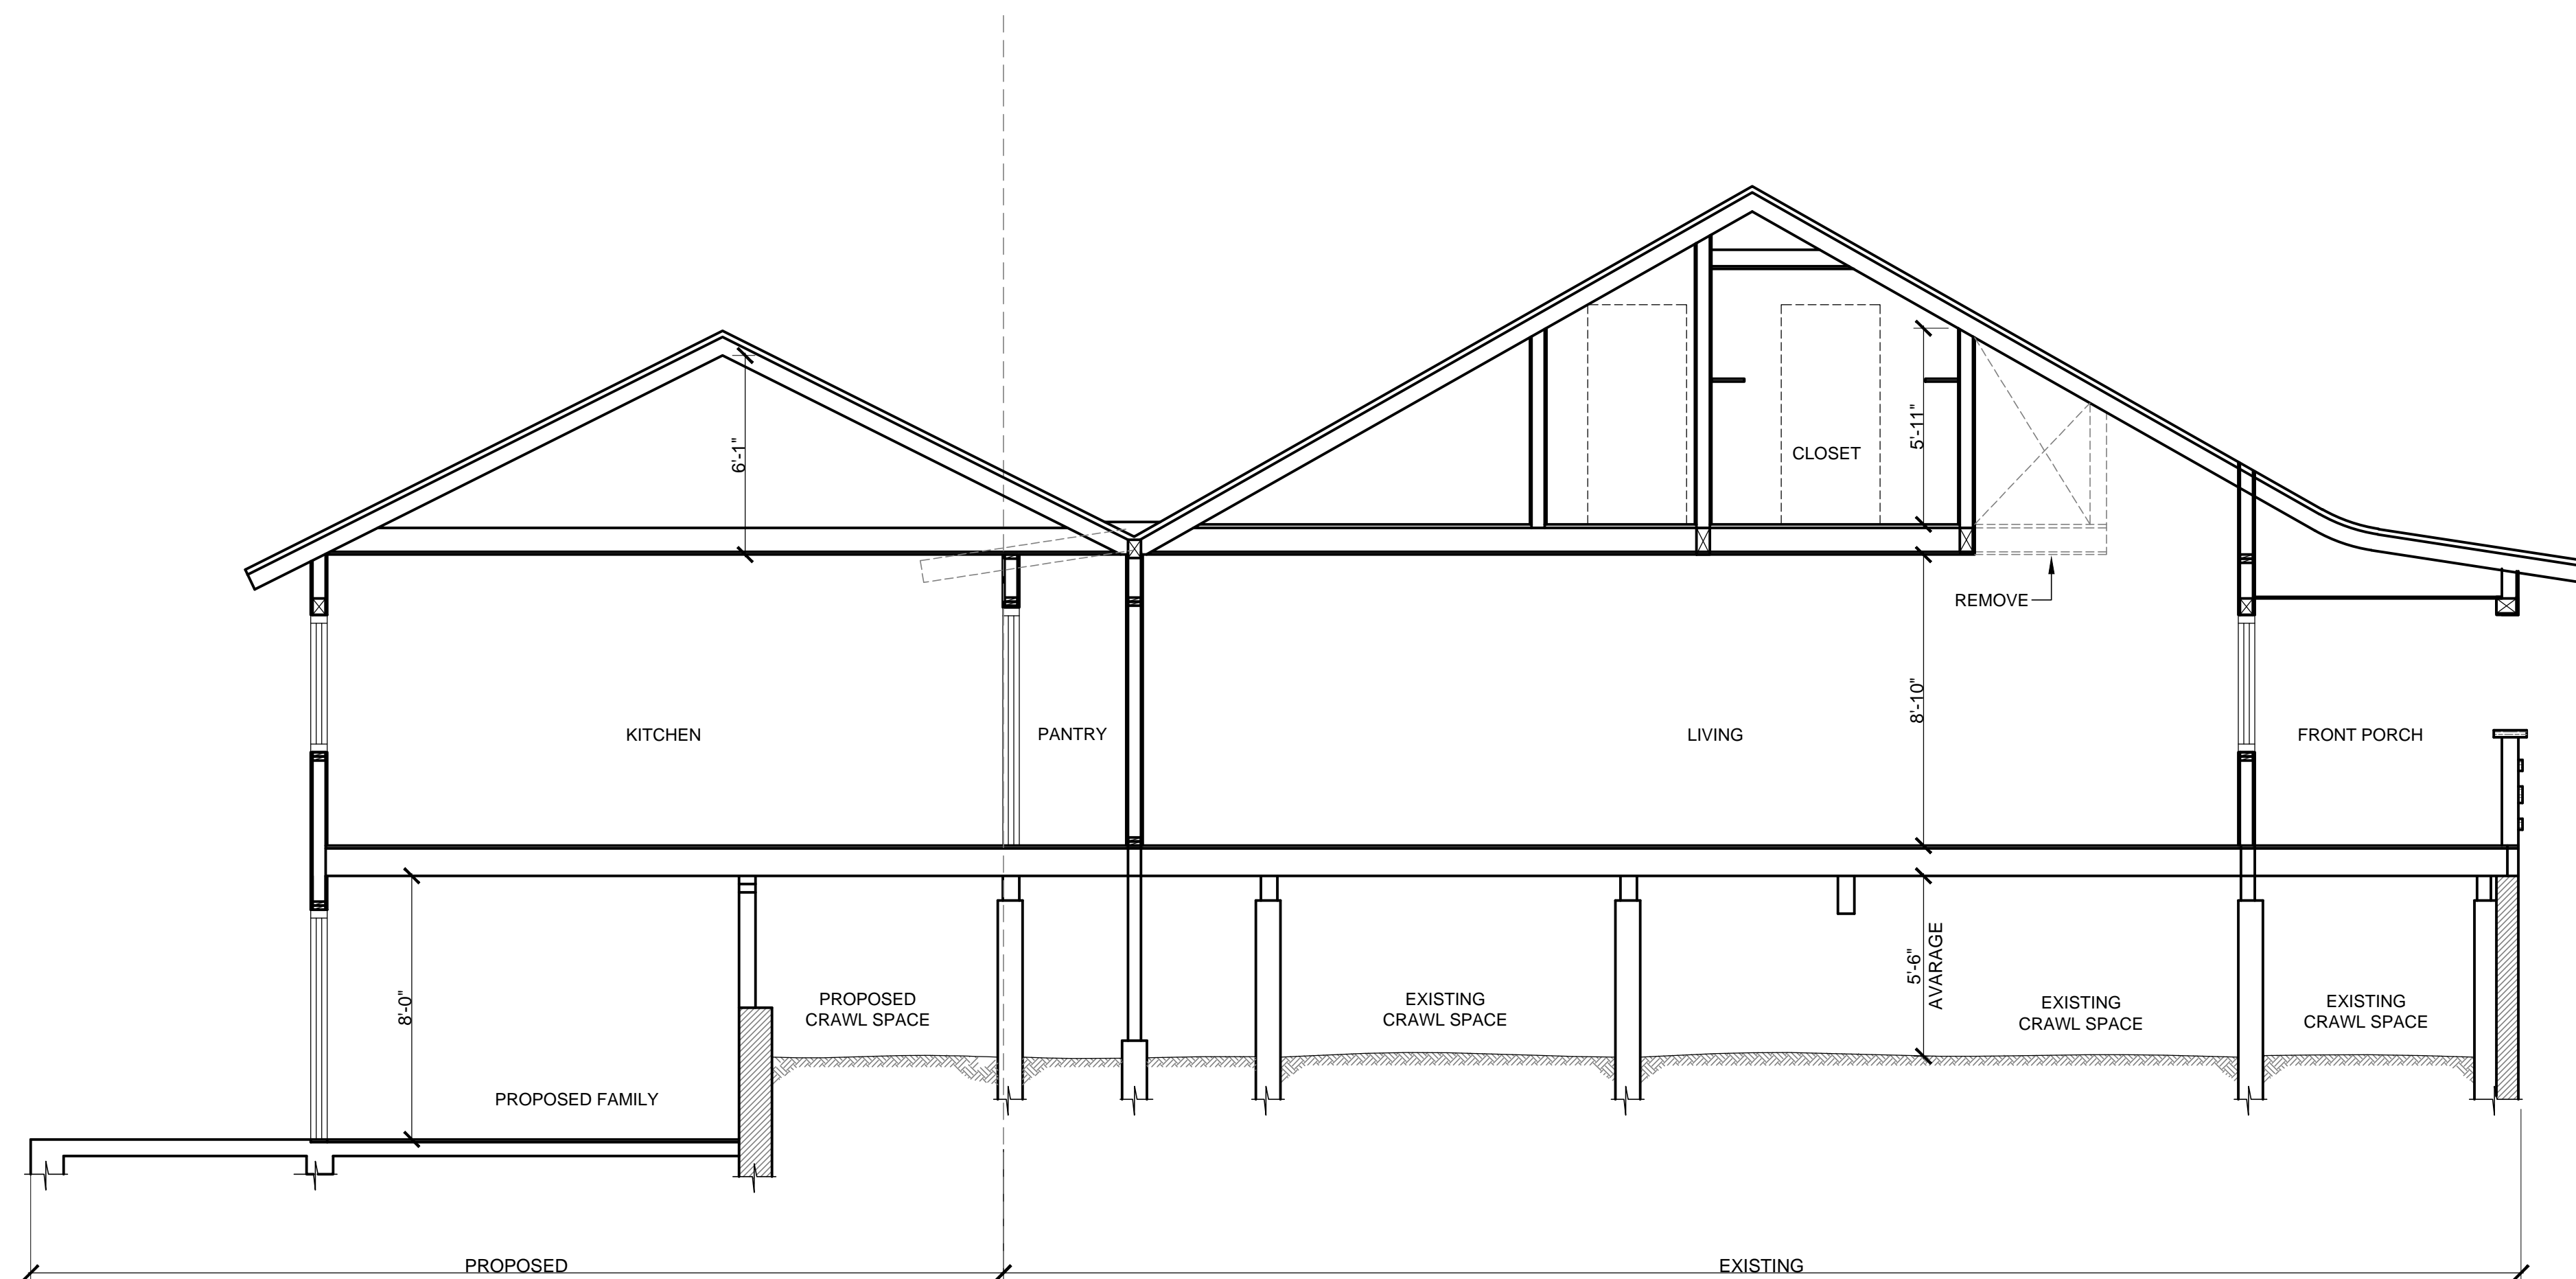 6'-1"
5'-11"
CLOSET
REMOVE
8'-10"
KITCHEN
PANTRY
LIVING
FRONT PORCH
8'-0"
5'-6"
AVARAGE
PROPOSED
CRAWL SPACE
EXISTING
CRAWL SPACE
EXISTING
CRAWL SPACE
EXISTING
CRAWL SPACE
PROPOSED FAMILY
PROPOSED
EXISTING